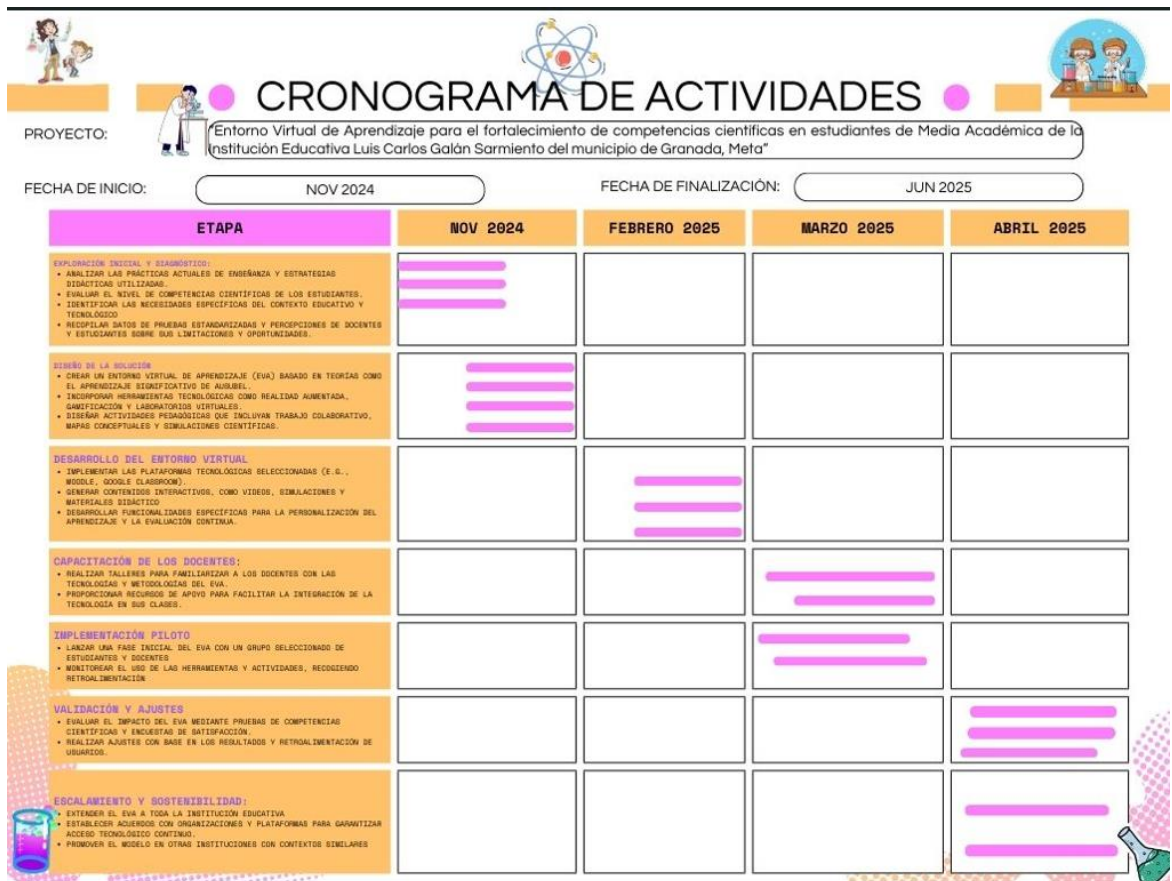 CRONOGRAMA DE ACTIVIDADES
PROYECTO:
"Entorno Virtual de Aprendizaje para el fortalecimiento de competencias científicas en estudiantes de Media Académica de la
Institución Educativa Luis Carlos Galán Sarmiento del municipio de Granada, Meta"
FECHA DE INICIO:
NOV 2024
FECHA DE FINALIZACIÓN:
JUN 2025
ETAPA
NOV 2024
FEBRERO 2025
MARZO 2025
ABRIL 2025
EXPLORACIÓN INICIAL Y DIAGNÓSTICO:
• ANALIZAR LAS PRÁCTICAS ACTUALES DE ENSEÑANZA Y ESTRATEGIAS
DIDÁCTICAS UTILIZADAS.
• EVALUAR EL NIVEL DE COMPETENCIAS CIENTÍFICAS DE LOS ESTUDIANTES.
• IDENTIFICAR LAS NECESIDADES ESPECÍFICAS DEL CONTEXTO EDUCATIVO Y
TECNOLÓGICO
• RECOPILAR DATOS DE PRUEBAS ESTANDARIZADAS Y PERCEPCIONES DE DOCENTES
Y ESTUDIANTES SOBRE SUS LIMITACIONES Y OPORTUNIDADES.
DISEÑO DE LA SOLUCIÓN
• CREAR UN ENTORNO VIRTUAL DE APRENDIZAJE (EVA) BASADO EN TEORÍAS COMO
EL APRENDIZAJE SIGNIFICATIVO DE AUSUBEL.
• INCORPORAR HERRAMIENTAS TECNOLÓGICAS COMO REALIDAD AUMENTADA,
GAMIFICACIÓN Y LABORATORIOS VIRTUALES.
• DISEÑAR ACTIVIDADES PEDAGÓGICAS QUE INCLUYAN TRABAJO COLABORATIVO,
MAPAS CONCEPTUALES Y SIMULACIONES CIENTÍFICAS.
DESARROLLO DEL ENTORNO VIRTUAL
• IMPLEMENTAR LAS PLATAFORMAS TECNOLÓGICAS SELECCIONADAS (E.G.,
MOODLE, GOOGLE CLASSROOM).
• GENERAR CONTENIDOS INTERACTIVOS, COMO VIDEOS, SIMULACIONES Y
MATERIALES DIDÁCTICO
• DESARROLLAR FUNCIONALIDADES ESPECÍFICAS PARA LA PERSONALIZACIÓN DEL
APRENDIZAJE Y LA EVALUACIÓN CONTINUA.
CAPACITACIÓN DE LOS DOCENTES:
• REALIZAR TALLERES PARA FAMILIARIZAR A LOS DOCENTES CON LAS
TECNOLOGÍAS Y METODOLOGÍAS DEL EVA.
• PROPORCIONAR RECURSOS DE APOYO PARA FACILITAR LA INTEGRACIÓN DE LA
TECNOLOGÍA EN SUS CLASES.
IMPLEMENTACIÓN PILOTO
• LANZAR UNA FASE INICIAL DEL EVA CON UN GRUPO SELECCIONADO DE
ESTUDIANTES Y DOCENTES
• MONITOREAR EL USO DE LAS HERRAMIENTAS Y ACTIVIDADES, RECOGIENDO
RETROALIMENTACIÓN
VALIDACIÓN Y AJUSTES
• EVALUAR EL IMPACTO DEL EVA MEDIANTE PRUEBAS DE COMPETENCIAS
CIENTÍFICAS Y ENCUESTAS DE SATISFACCIÓN.
• REALIZAR AJUSTES CON BASE EN LOS RESULTADOS Y RETROALIMENTACIÓN DE
USUARIOS.
ESCALAMIENTO Y SOSTENIBILIDAD:
• EXTENDER EL EVA A TODA LA INSTITUCIÓN EDUCATIVA
• ESTABLECER ACUERDOS CON ORGANIZACIONES Y PLATAFORMAS PARA GARANTIZAR
ACCESO TECNOLÓGICO CONTINUO.
• PROMOVER EL MODELO EN OTRAS INSTITUCIONES CON CONTEXTOS SIMILARES